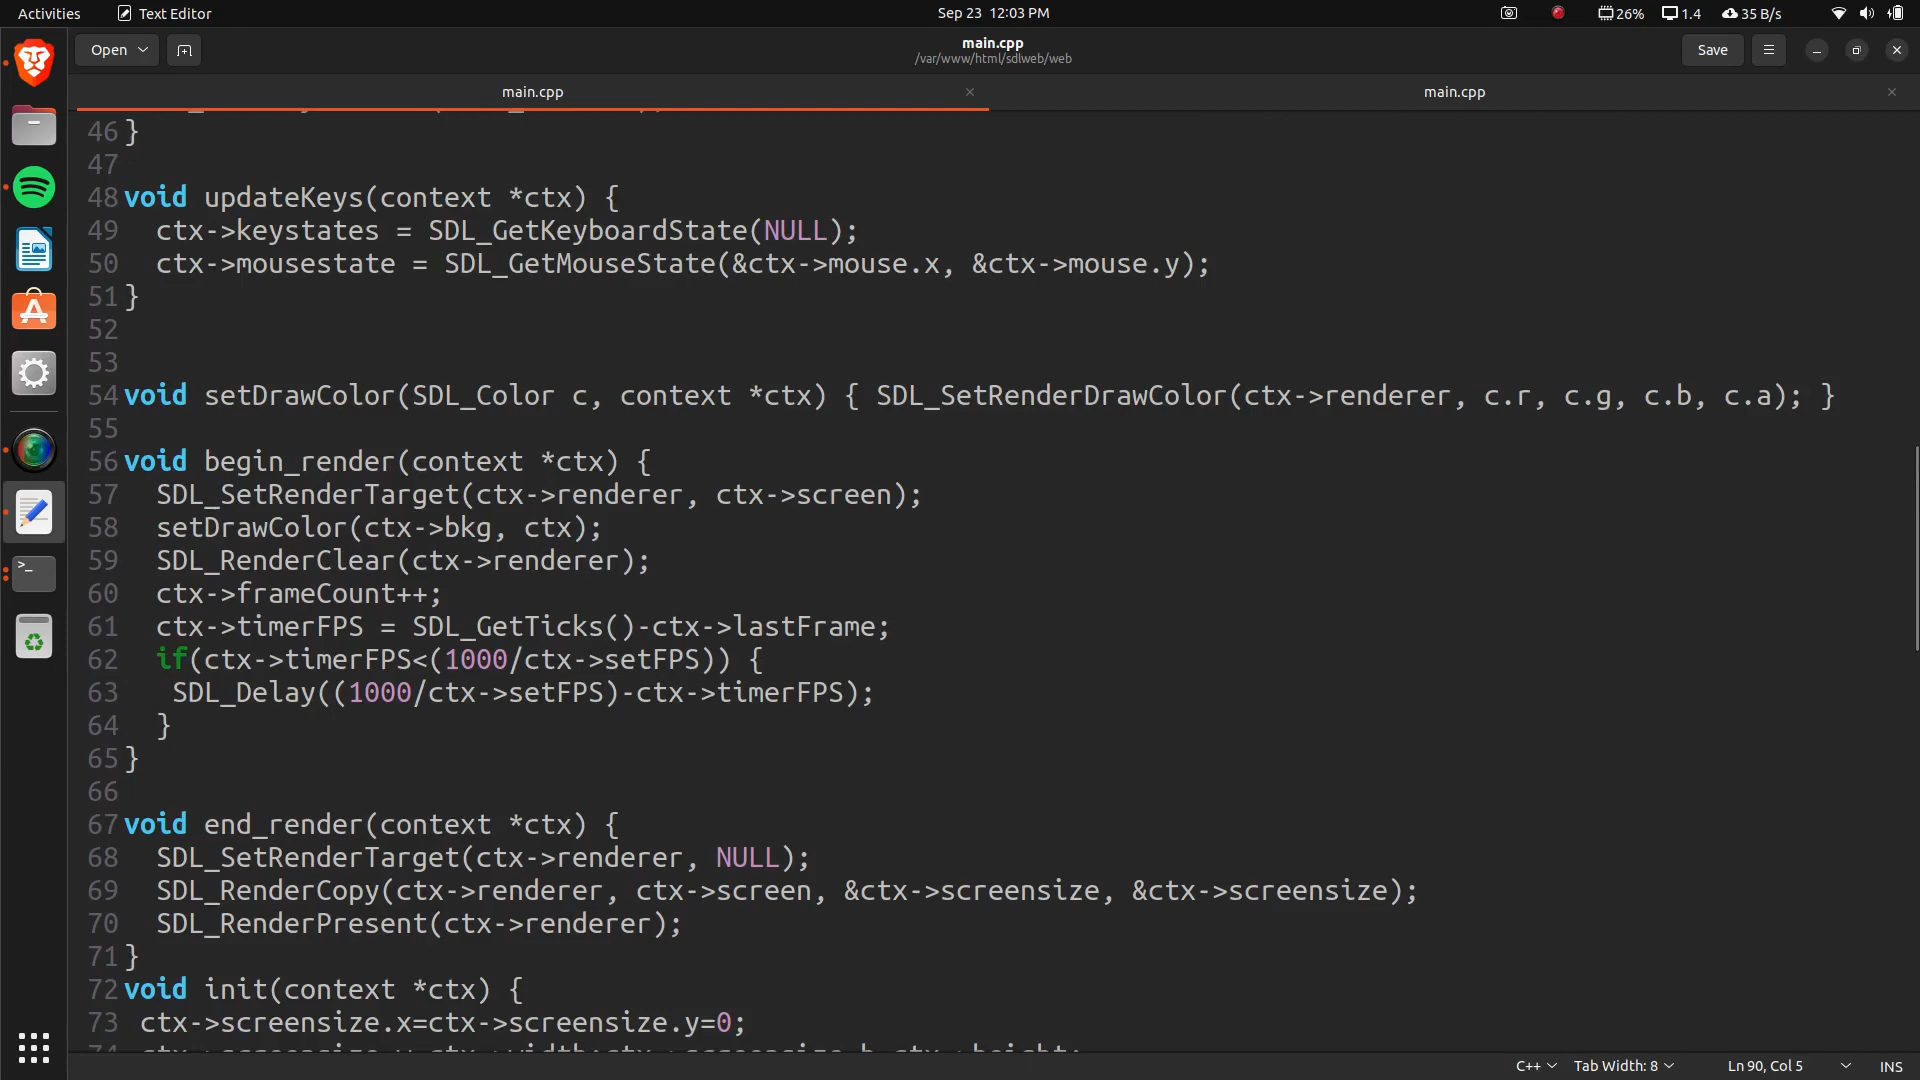 Activities
Text Editor
Sep 23 12:03 PM
26%
1.4
35 B/s
Open
main.cpp
/var/www/html/sdlweb/web
Save
main.cpp
main.cpp
46 }
47
48 void updateKeys(context *ctx) {
49   ctx->keystates = SDL_GetKeyboardState(NULL);
50   ctx->mousestate = SDL_GetMouseState(&ctx->mouse.x, &ctx->mouse.y);
51 }
52
53
54 void setDrawColor(SDL_Color c, context *ctx) { SDL_SetRenderDrawColor(ctx->renderer, c.r, c.g, c.b, c.a); }
55
56 void begin_render(context *ctx) {
57   SDL_SetRenderTarget(ctx->renderer, ctx->screen);
58   setDrawColor(ctx->bkg, ctx);
59   SDL_RenderClear(ctx->renderer);
60   ctx->frameCount++;
61   ctx->timerFPS = SDL_GetTicks()-ctx->lastFrame;
62   if(ctx->timerFPS<(1000/ctx->setFPS)) {
63    SDL_Delay((1000/ctx->setFPS)-ctx->timerFPS);
64   }
65 }
66
67 void end_render(context *ctx) {
68   SDL_SetRenderTarget(ctx->renderer, NULL);
69   SDL_RenderCopy(ctx->renderer, ctx->screen, &ctx->screensize, &ctx->screensize);
70   SDL_RenderPresent(ctx->renderer);
71 }
72 void init(context *ctx) {
73  ctx->screensize.x=ctx->screensize.y=0;
C++
Tab Width: 8
Ln 90, Col 5
INS